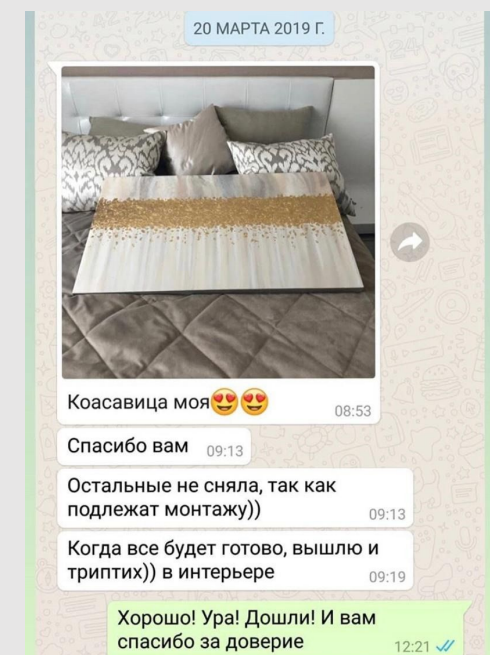 20 МАРТА 2019 Г.
Коасавица моя😍😍
08:53
Спасибо вам 09:13
Остальные не сняла, так как
подлежат монтажу))
09:13
Когда все будет готово, вышлю и
триптих)) в интерьере
09:19
Хорошо! Ура! Дошли! И вам
спасибо за доверие
12:21